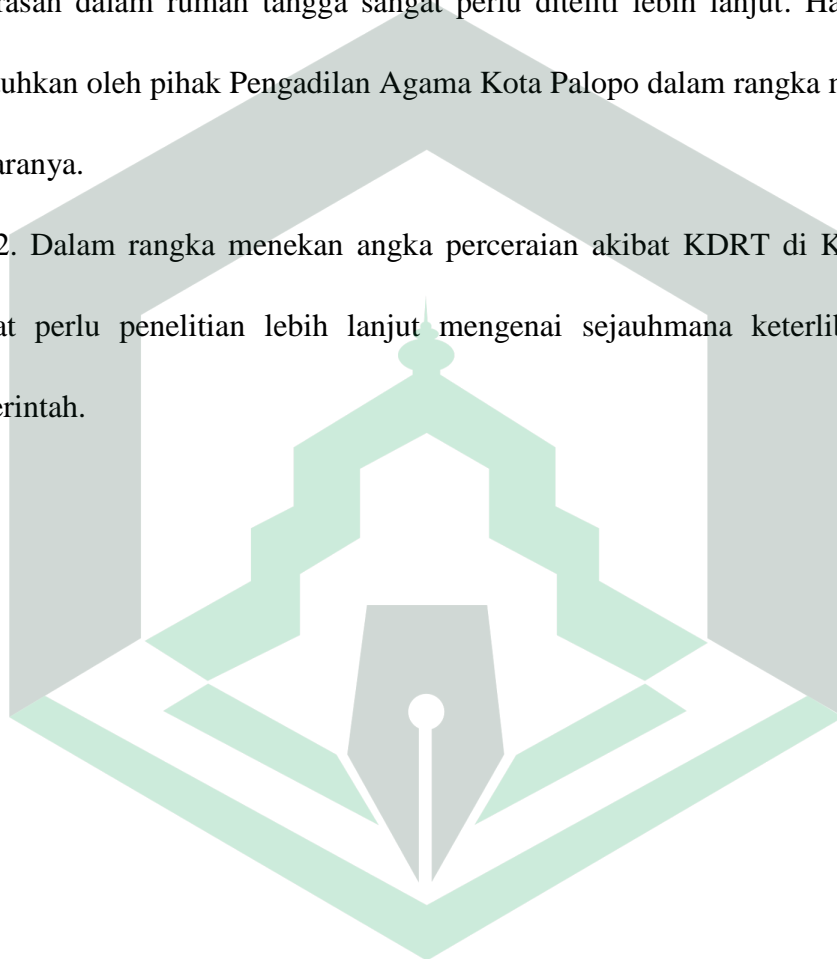 rasan dalam rumah tangga sangat perlu diteliti lebih lanjut. Ha
tuhkan oleh pihak Pengadilan Agama Kota Palopo dalam rangka
aranya.
2. Dalam rangka menekan angka perceraian akibat KDRT di K
at perlu penelitian lebih lanjut mengenai sejauhmana keterlib
erintah.